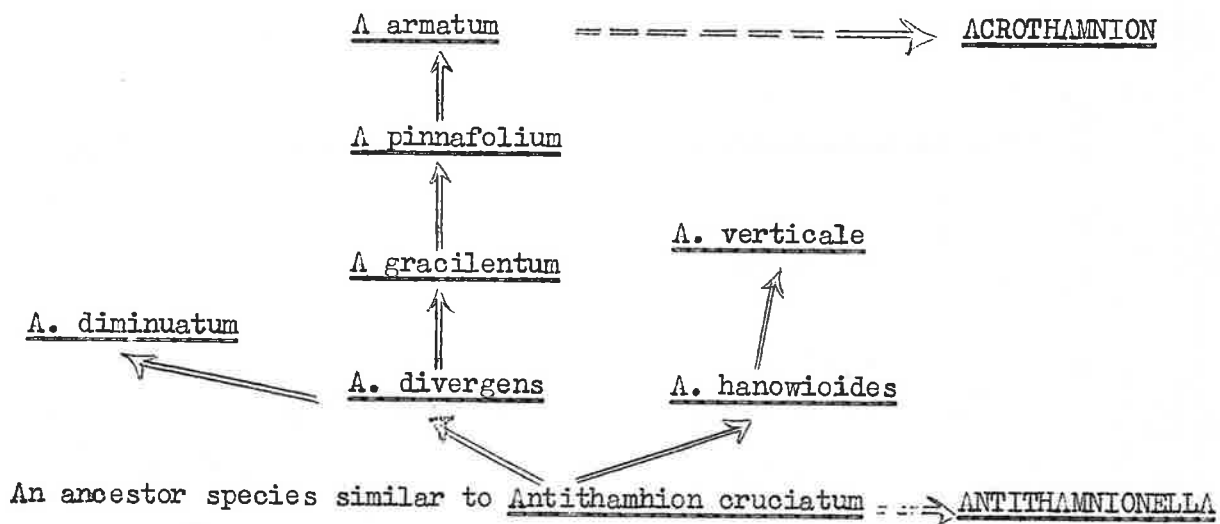 A armatum ACROTHAMNION
A pinnafolium
A. verticale
A gracilentum
A. diminuatum
A. divergens A. hanowioides
An ancestor species similar to Antithamhion cruciatum ANTITHAMNIONELLA